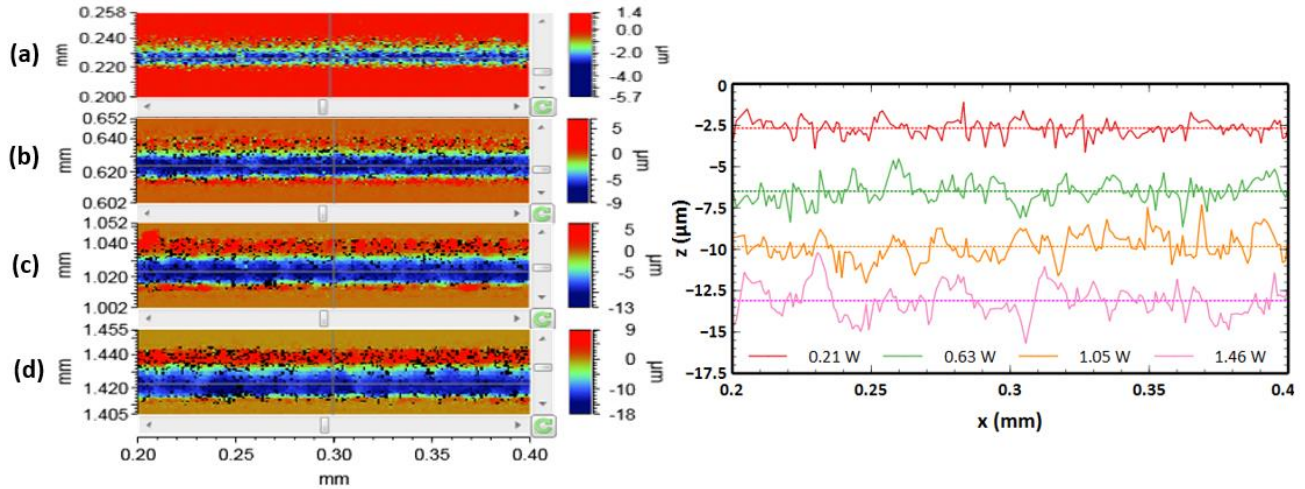 (a)
mm
0.258
0.240
0.220
0.200
1.4
0.0
-2.0
-4.0
-5.7
µm
(b)
mm
0.652
0.640
0.620
0.602
5
0
-5
-9
µm
(c)
mm
1.052
1.040
1.020
1.002
5
0
-5
-13
µm
(d)
mm
1.455
1.440
1.420
1.405
9
0
-10
-18
µm
0.20 0.25 0.30 0.35 0.40
mm
z (µm)
0
−2.5
−5
−7.5
−10
−12.5
−15
−17.5
0.21 W 0.63 W 1.05 W 1.46 W
0.2 0.25 0.3 0.35 0.4
x (mm)